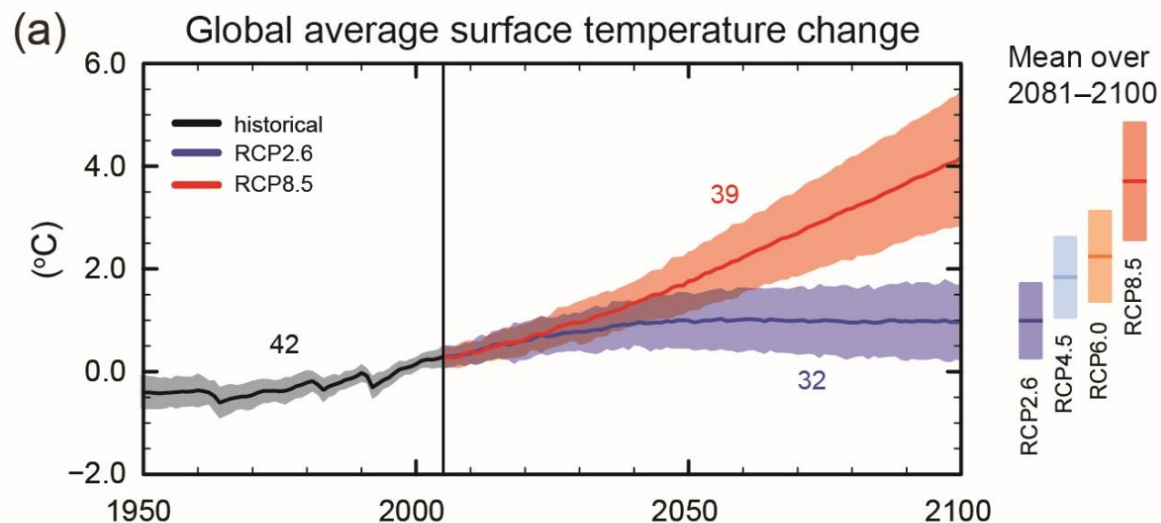 (a) Global average surface temperature change
Mean over
2081–2100
6.0
4.0
2.0
0.0
−2.0
(°C)
historical
RCP2.6
RCP8.5
42
39
32
1950
2000
2050
2100
RCP2.6
RCP4.5
RCP6.0
RCP8.5